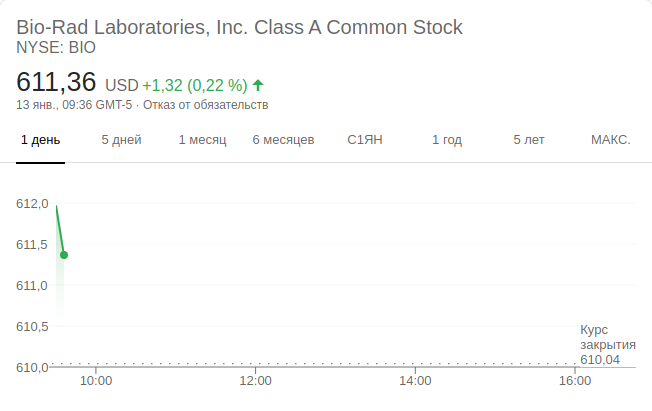 Bio-Rad Laboratories, Inc. Class A Common Stock
NYSE: BIO
611,36 USD +1,32 (0,22 %)
13 янв., 09:36 GMT-5 · Отказ от обязательств
1 день 5 дней 1 месяц 6 месяцев С1ЯН 1 год 5 лет МАКС.
612,0
611,5
611,0
610,5
Курс
закрытия
610,04
610,0
10:00 12:00 14:00 16:00